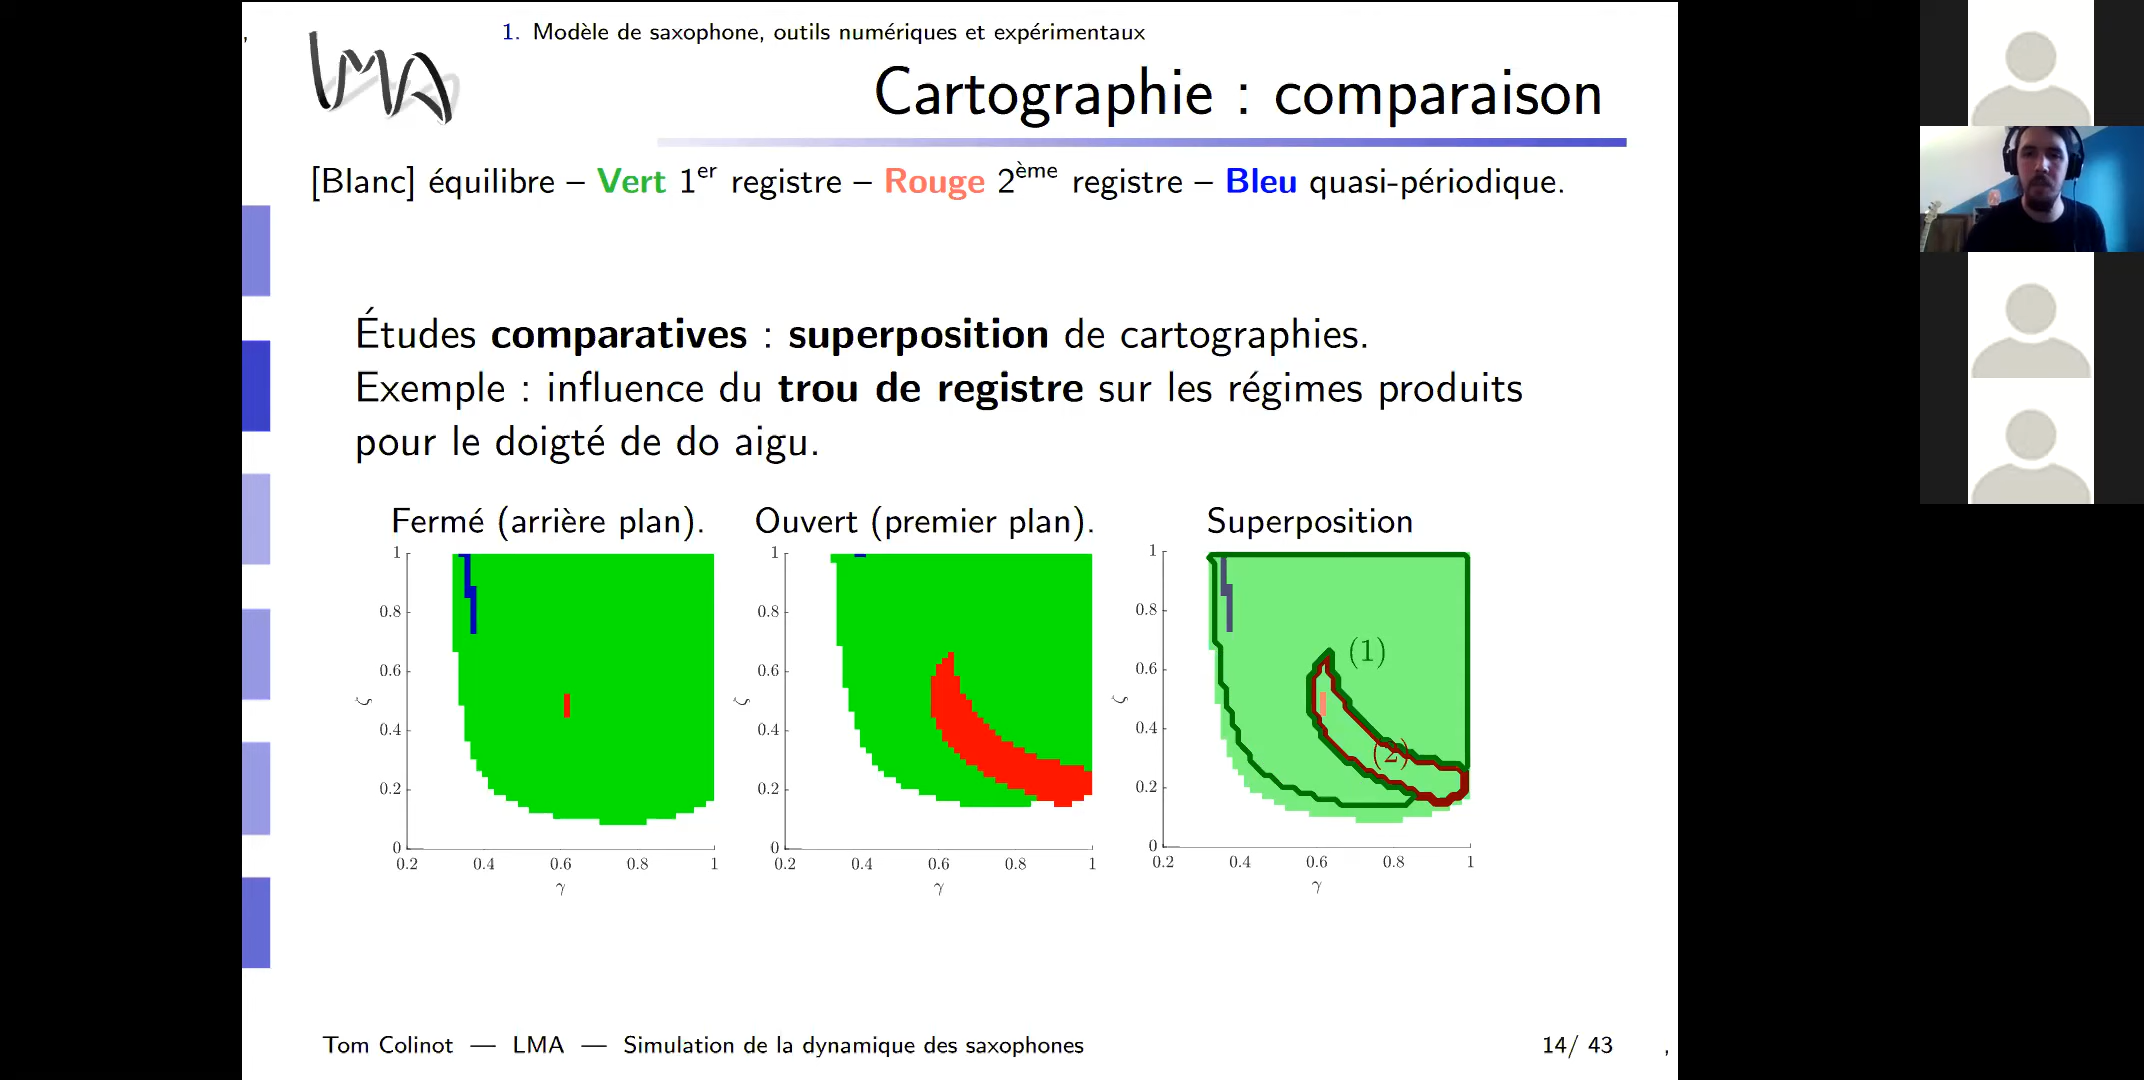 1. Modèle de saxophone, outils numériques et expérimentaux
LMA
Cartographie : comparaison
[Blanc] équilibre – Vert 1er registre – Rouge 2ème registre – Bleu quasi-périodique.
Études comparatives : superposition de cartographies.
Exemple : influence du trou de registre sur les régimes produits
pour le doigté de do aigu.
Fermé (arrière plan).
1
0.8
0.6
0.4
0.2
0
ζ
0.2 0.4 0.6 0.8 1
γ
Ouvert (premier plan).
1
0.8
0.6
0.4
0.2
0
ζ
0.2 0.4 0.6 0.8 1
γ
Superposition
1
0.8
0.6
0.4
0.2
0
ζ
(1)
(2)
0.2 0.4 0.6 0.8 1
γ
Tom Colinot — LMA — Simulation de la dynamique des saxophones
14/ 43